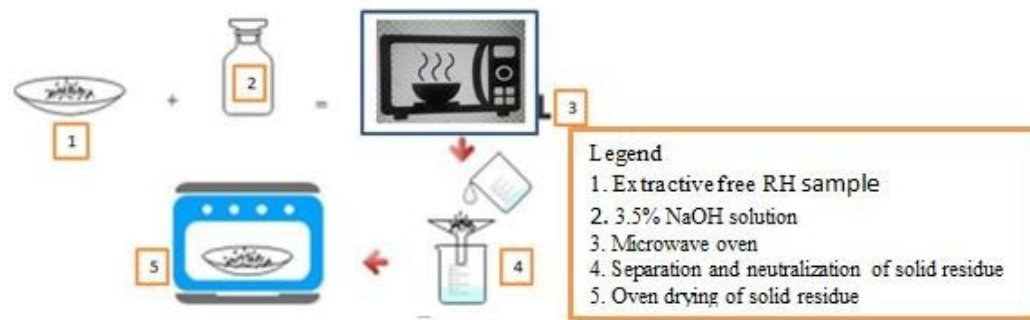 2
+
=
1
3
Legend
1. Extractive free RH sample
2. 3.5% NaOH solution
3. Microwave oven
4. Separation and neutralization of solid residue
5. Oven drying of solid residue
5
4